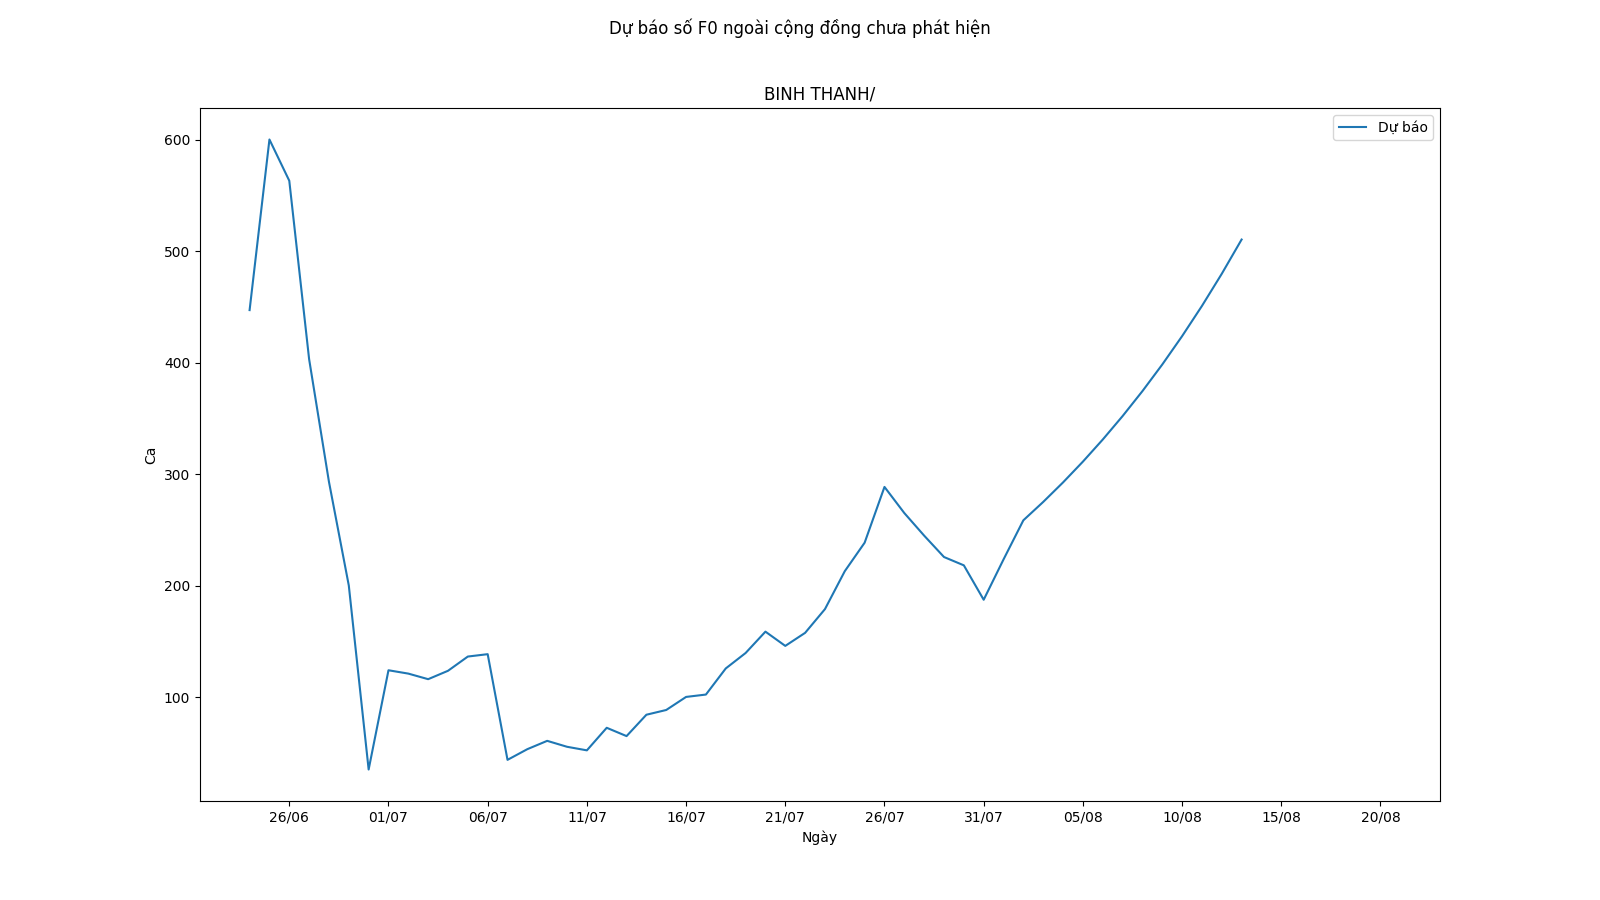 Dự báo số F0 ngoài cộng đồng chưa phát hiện
BINH THANH/
Dự báo
600
500
400
300
200
100
Ca
26/06 01/07 06/07 11/07 16/07 21/07 26/07 31/07 05/08 10/08 15/08 20/08
Ngày